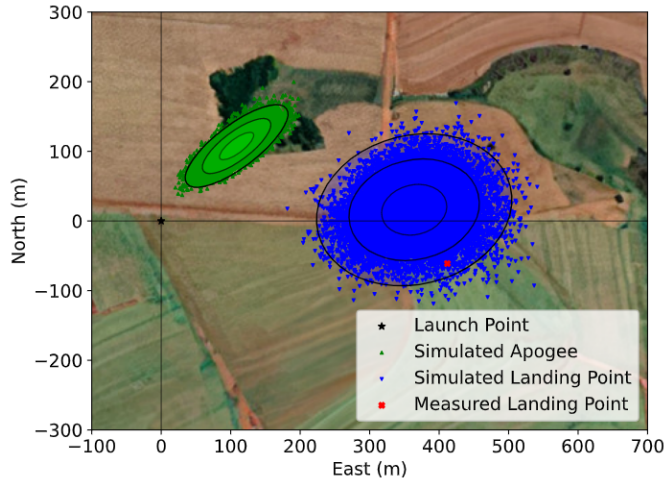 300
200
100
0
−100
−200
−300
North (m)
−100 0 100 200 300 400 500 600 700
East (m)
Launch Point
Simulated Apogee
Simulated Landing Point
Measured Landing Point